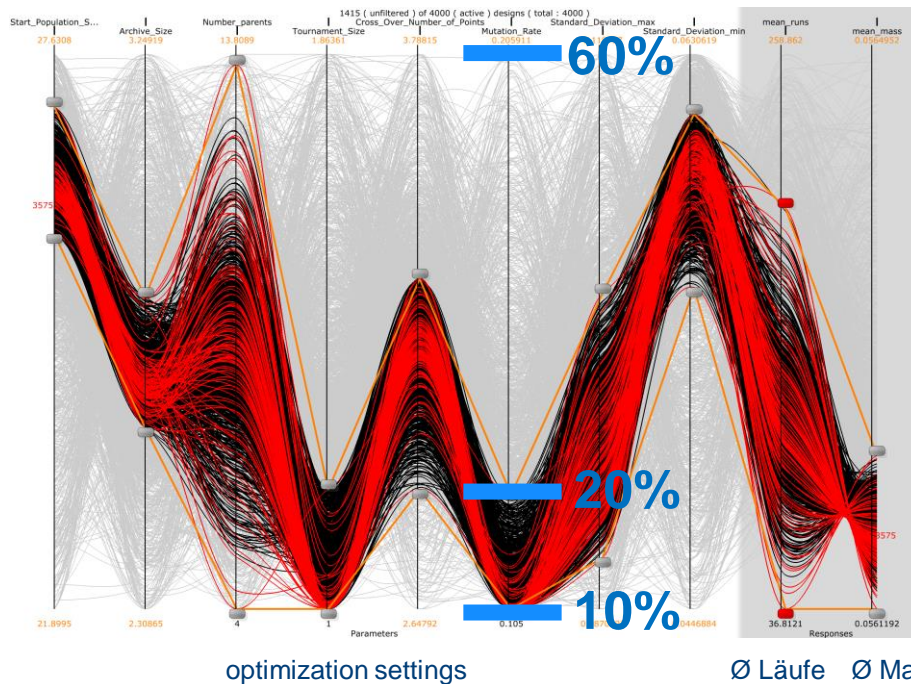 1415 ( unfiltered ) of 4000 ( active ) designs ( total : 4000 )
Start_Population_S... Number_parents Cross_Over_Number_of_Points Standard_Deviation_max mean_runs
Archive_Size Tournament_Size Mutation_Rate Standard_Deviation_min mean_mass
27.6308 3.24919 13.8089 1.86361 3.78815 0.205911 0.0630619 258.862 0.0564952
60%
3575
20%
3575
10%
21.8995 2.30865 4 1 2.64792 0.105 36.8121 0.0561192
Parameters Responses
optimization settings Ø Läufe Ø Ma